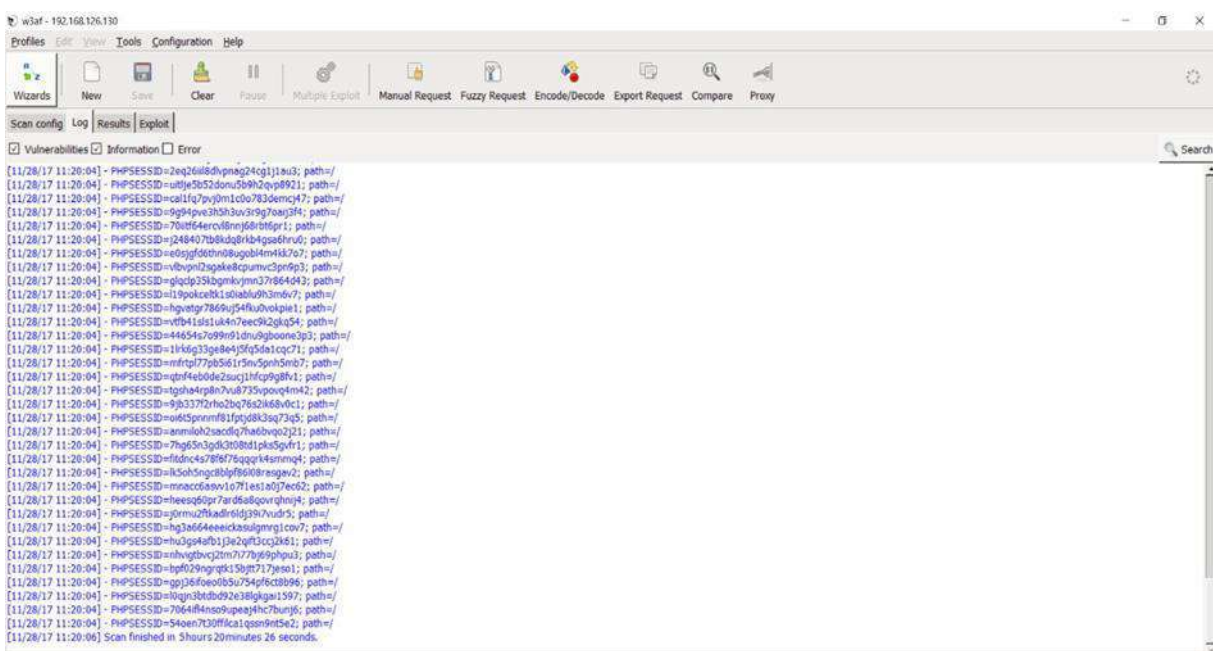 w3af - 192.168.126.130
Profiles Edit View Tools Configuration Help
Wizards New Save Clear Pause Multiple Exploit Manual Request Fuzzy Request Encode/Decode Export Request Compare Proxy
Scan config Log Results Exploit
Vulnerabilities Information Error
Search
[11/28/17 11:20:04] - PHPSESSID=2eq26iil8dlvpnag24cg1j1au3; path=/
[11/28/17 11:20:04] - PHPSESSID=uitlje5b52donu5b9h2qvp8921; path=/
[11/28/17 11:20:04] - PHPSESSID=cal1fq7pvj0m1c0o783demcj47; path=/
[11/28/17 11:20:04] - PHPSESSID=9g94pve3h5h3uv3r9g7oarj3f4; path=/
[11/28/17 11:20:04] - PHPSESSID=70iitf64ercvl8nnj68rbt6pr1; path=/
[11/28/17 11:20:04] - PHPSESSID=j248407tb8kdq8rkb4gsa6hru0; path=/
[11/28/17 11:20:04] - PHPSESSID=e0sjgfd6thn08ugobl4m4kk7o7; path=/
[11/28/17 11:20:04] - PHPSESSID=vlbvpnl2sgake8cpumvc3pn9p3; path=/
[11/28/17 11:20:04] - PHPSESSID=glqclp35kbgmkvjmn37r864d43; path=/
[11/28/17 11:20:04] - PHPSESSID=l19pokceltk1s0iablu9h3m6v7; path=/
[11/28/17 11:20:04] - PHPSESSID=hgvatgr7869uj54fku0vokpie1; path=/
[11/28/17 11:20:04] - PHPSESSID=vtfb41sls1uk4n7eec9k2gkq54; path=/
[11/28/17 11:20:04] - PHPSESSID=44654s7o99n91dnu9gboone3p3; path=/
[11/28/17 11:20:04] - PHPSESSID=1lrk6g33ge8e4j5fq5da1cqc71; path=/
[11/28/17 11:20:04] - PHPSESSID=mfrtpl77pb5i61r5nv5pnh5mb7; path=/
[11/28/17 11:20:04] - PHPSESSID=qtnf4eb0de2sucj1hfcp9g8fv1; path=/
[11/28/17 11:20:04] - PHPSESSID=tgsha4rp8n7vu8735vpovq4m42; path=/
[11/28/17 11:20:04] - PHPSESSID=9jb337f2rho2bq76s2ik68v0c1; path=/
[11/28/17 11:20:04] - PHPSESSID=oi6t5pnnmf81fptjd8k3sq73q5; path=/
[11/28/17 11:20:04] - PHPSESSID=anmiloh2sacdlq7ha6bvqo2j21; path=/
[11/28/17 11:20:04] - PHPSESSID=7hg65n3gdk3t08td1pks5gvfr1; path=/
[11/28/17 11:20:04] - PHPSESSID=fitdnc4s78f6f76qqqrk4smmq4; path=/
[11/28/17 11:20:04] - PHPSESSID=lk5oh5ngc8blpf86l08rasgav2; path=/
[11/28/17 11:20:04] - PHPSESSID=mnacc6asvv1o7f1es1a0j7ec62; path=/
[11/28/17 11:20:04] - PHPSESSID=heesq60pr7ard6a8qovrqhnij4; path=/
[11/28/17 11:20:04] - PHPSESSID=j0rmu2ftkadlr6ldj39i7vudr5; path=/
[11/28/17 11:20:04] - PHPSESSID=hg3a664eeeickasulgmrg1cov7; path=/
[11/28/17 11:20:04] - PHPSESSID=hu3gs4afb1j3e2qift3ccj2k61; path=/
[11/28/17 11:20:04] - PHPSESSID=nhvigtbvcj2tm7i77bj69phpu3; path=/
[11/28/17 11:20:04] - PHPSESSID=bpf029ngrqtk15bjtt717jeso1; path=/
[11/28/17 11:20:04] - PHPSESSID=gpj36ifoeo0b5u754pf6ct8b96; path=/
[11/28/17 11:20:04] - PHPSESSID=l0qjn3btdbd92e38lgkgai1597; path=/
[11/28/17 11:20:04] - PHPSESSID=7064ifl4nso9upeaj4hc7bunj6; path=/
[11/28/17 11:20:04] - PHPSESSID=54oen7t30ffilca1qssn9nt5e2; path=/
[11/28/17 11:20:06] Scan finished in 5hours 20minutes 26 seconds.